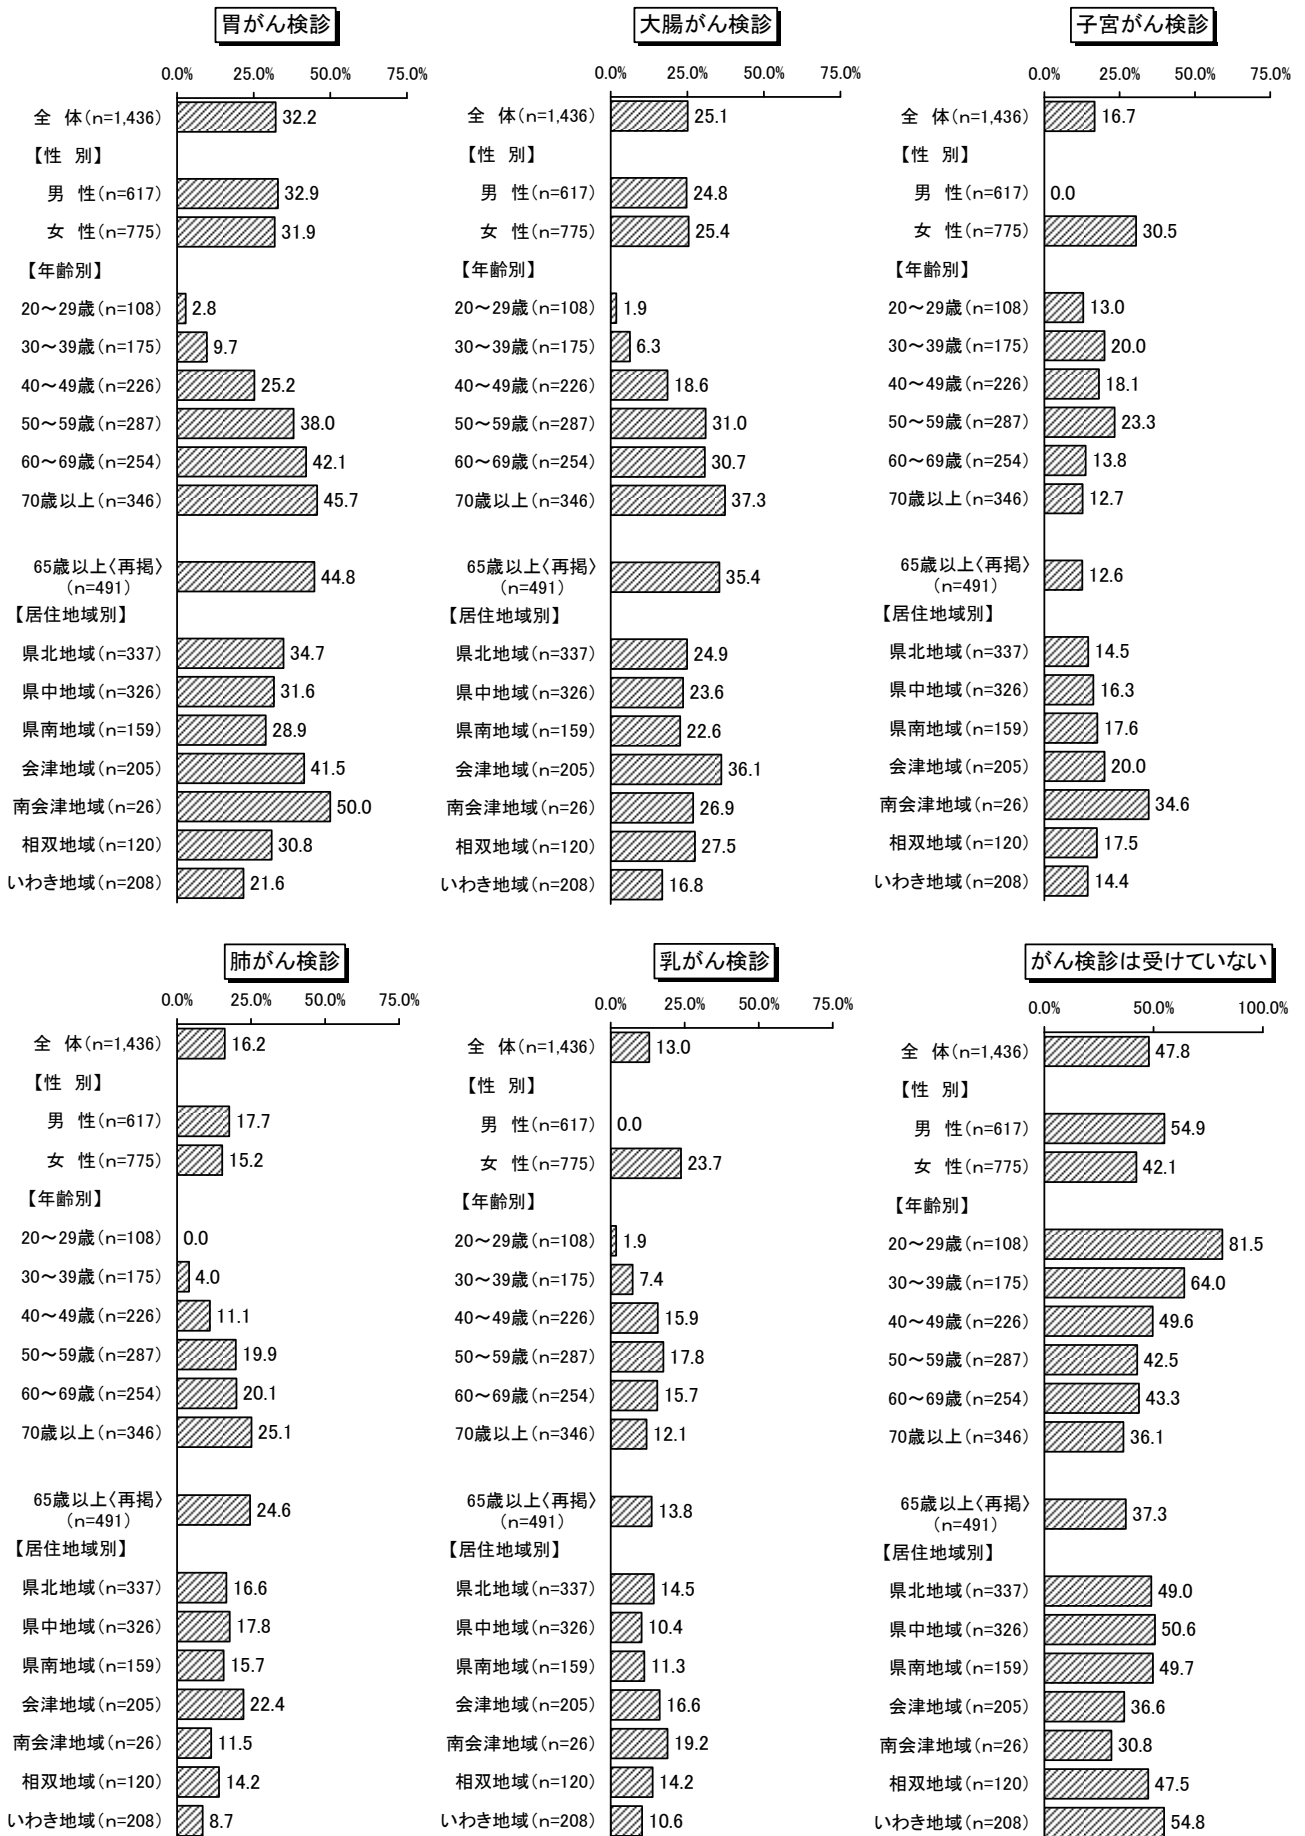 胃がん検診
0.0% 25.0% 50.0% 75.0%
全 体(n=1,436) 32.2
【性 別】
男 性(n=617) 32.9
女 性(n=775) 31.9
【年齢別】
20～29歳(n=108) 2.8
30～39歳(n=175) 9.7
40～49歳(n=226) 25.2
50～59歳(n=287) 38.0
60～69歳(n=254) 42.1
70歳以上(n=346) 45.7
65歳以上〈再掲〉
(n=491) 44.8
【居住地域別】
県北地域(n=337) 34.7
県中地域(n=326) 31.6
県南地域(n=159) 28.9
会津地域(n=205) 41.5
南会津地域(n=26) 50.0
相双地域(n=120) 30.8
いわき地域(n=208) 21.6
大腸がん検診
0.0% 25.0% 50.0% 75.0%
全 体(n=1,436) 25.1
【性 別】
男 性(n=617) 24.8
女 性(n=775) 25.4
【年齢別】
20～29歳(n=108) 1.9
30～39歳(n=175) 6.3
40～49歳(n=226) 18.6
50～59歳(n=287) 31.0
60～69歳(n=254) 30.7
70歳以上(n=346) 37.3
65歳以上〈再掲〉
(n=491) 35.4
【居住地域別】
県北地域(n=337) 24.9
県中地域(n=326) 23.6
県南地域(n=159) 22.6
会津地域(n=205) 36.1
南会津地域(n=26) 26.9
相双地域(n=120) 27.5
いわき地域(n=208) 16.8
子宮がん検診
0.0% 25.0% 50.0% 75.0%
全 体(n=1,436) 16.7
【性 別】
男 性(n=617) 0.0
女 性(n=775) 30.5
【年齢別】
20～29歳(n=108) 13.0
30～39歳(n=175) 20.0
40～49歳(n=226) 18.1
50～59歳(n=287) 23.3
60～69歳(n=254) 13.8
70歳以上(n=346) 12.7
65歳以上〈再掲〉
(n=491) 12.6
【居住地域別】
県北地域(n=337) 14.5
県中地域(n=326) 16.3
県南地域(n=159) 17.6
会津地域(n=205) 20.0
南会津地域(n=26) 34.6
相双地域(n=120) 17.5
いわき地域(n=208) 14.4
肺がん検診
0.0% 25.0% 50.0% 75.0%
全 体(n=1,436) 16.2
【性 別】
男 性(n=617) 17.7
女 性(n=775) 15.2
【年齢別】
20～29歳(n=108) 0.0
30～39歳(n=175) 4.0
40～49歳(n=226) 11.1
50～59歳(n=287) 19.9
60～69歳(n=254) 20.1
70歳以上(n=346) 25.1
65歳以上〈再掲〉
(n=491) 24.6
【居住地域別】
県北地域(n=337) 16.6
県中地域(n=326) 17.8
県南地域(n=159) 15.7
会津地域(n=205) 22.4
南会津地域(n=26) 11.5
相双地域(n=120) 14.2
いわき地域(n=208) 8.7
乳がん検診
0.0% 25.0% 50.0% 75.0%
全 体(n=1,436) 13.0
【性 別】
男 性(n=617) 0.0
女 性(n=775) 23.7
【年齢別】
20～29歳(n=108) 1.9
30～39歳(n=175) 7.4
40～49歳(n=226) 15.9
50～59歳(n=287) 17.8
60～69歳(n=254) 15.7
70歳以上(n=346) 12.1
65歳以上〈再掲〉
(n=491) 13.8
【居住地域別】
県北地域(n=337) 14.5
県中地域(n=326) 10.4
県南地域(n=159) 11.3
会津地域(n=205) 16.6
南会津地域(n=26) 19.2
相双地域(n=120) 14.2
いわき地域(n=208) 10.6
がん検診は受けていない
0.0% 50.0% 100.0%
全 体(n=1,436) 47.8
【性 別】
男 性(n=617) 54.9
女 性(n=775) 42.1
【年齢別】
20～29歳(n=108) 81.5
30～39歳(n=175) 64.0
40～49歳(n=226) 49.6
50～59歳(n=287) 42.5
60～69歳(n=254) 43.3
70歳以上(n=346) 36.1
65歳以上〈再掲〉
(n=491) 37.3
【居住地域別】
県北地域(n=337) 49.0
県中地域(n=326) 50.6
県南地域(n=159) 49.7
会津地域(n=205) 36.6
南会津地域(n=26) 30.8
相双地域(n=120) 47.5
いわき地域(n=208) 54.8